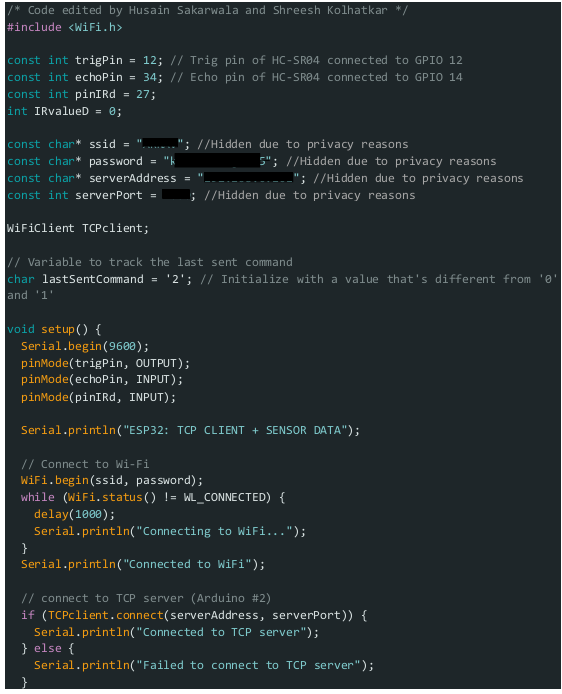 /* Code edited by Husain Sakarwala and Shreesh Kolhatkar */
#include <WiFi.h>
const int trigPin = 12; // Trig pin of HC-SR04 connected to GPIO 12
const int echoPin = 34; // Echo pin of HC-SR04 connected to GPIO 14
const int pinIRd = 27;
int IRvalueD = 0;
const char* ssid = ""; //Hidden due to privacy reasons
const char* password = "k G"; //Hidden due to privacy reasons
const char* serverAddress = ""; //Hidden due to privacy reasons
const int serverPort = ; //Hidden due to privacy reasons
WiFiClient TCPclient;
// Variable to track the last sent command
char lastSentCommand = '2'; // Initialize with a value that's different from '0'
and '1'
void setup() {
Serial.begin(9600);
pinMode(trigPin, OUTPUT);
pinMode(echoPin, INPUT);
pinMode(pinIRd, INPUT);
Serial.println("ESP32: TCP CLIENT + SENSOR DATA");
// Connect to Wi-Fi
WiFi.begin(ssid, password);
while (WiFi.status() != WL_CONNECTED) {
delay(1000);
Serial.println("Connecting to WiFi...");
}
Serial.println("Connected to WiFi");
// connect to TCP server (Arduino #2)
if (TCPclient.connect(serverAddress, serverPort)) {
Serial.println("Connected to TCP server");
} else {
Serial.println("Failed to connect to TCP server");
}